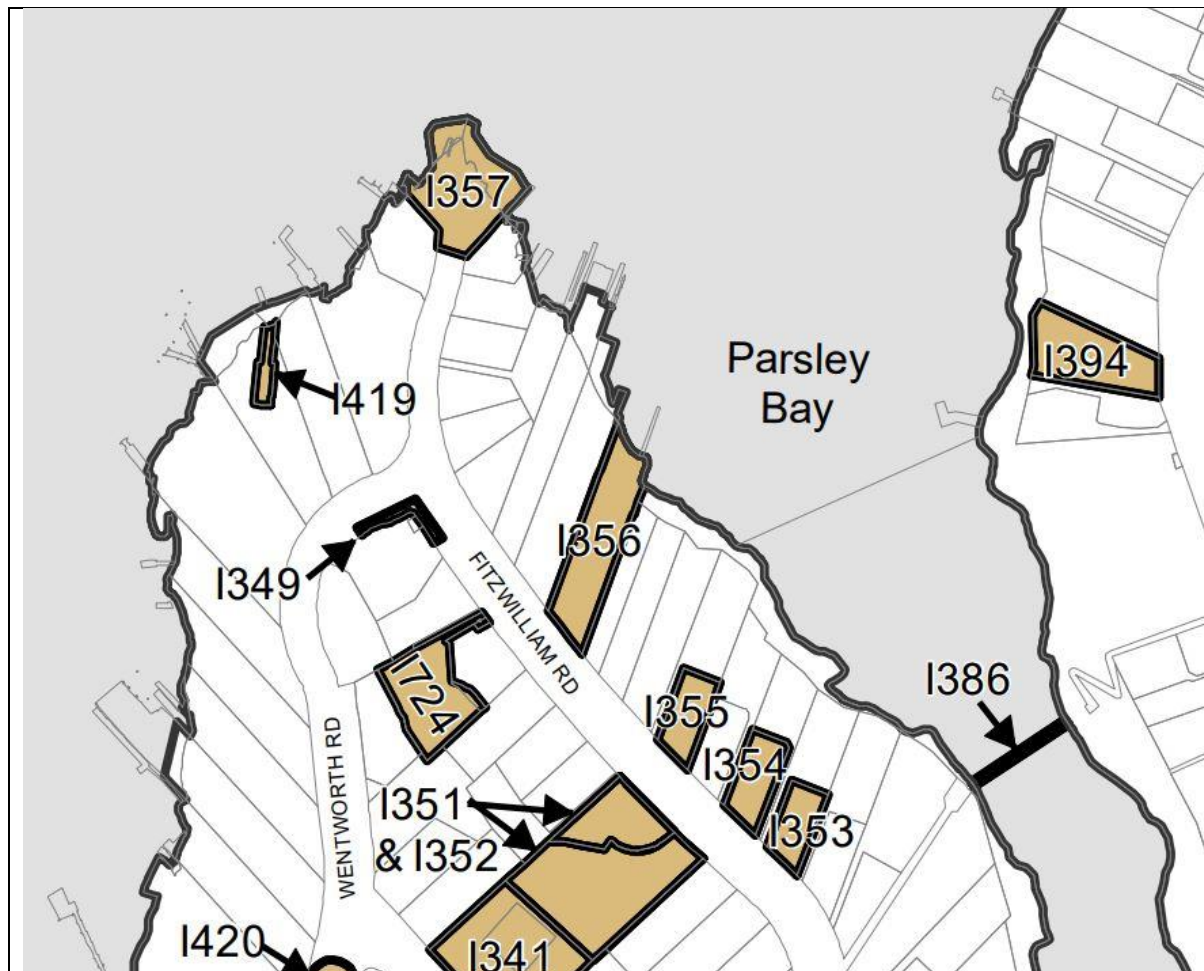 I357
Parsley
Bay
I394
I419
I356
I349
FITZWILLIAM RD
I724
I386
I355
I354
I351
& I352
I353
WENTWORTH RD
I420
I341